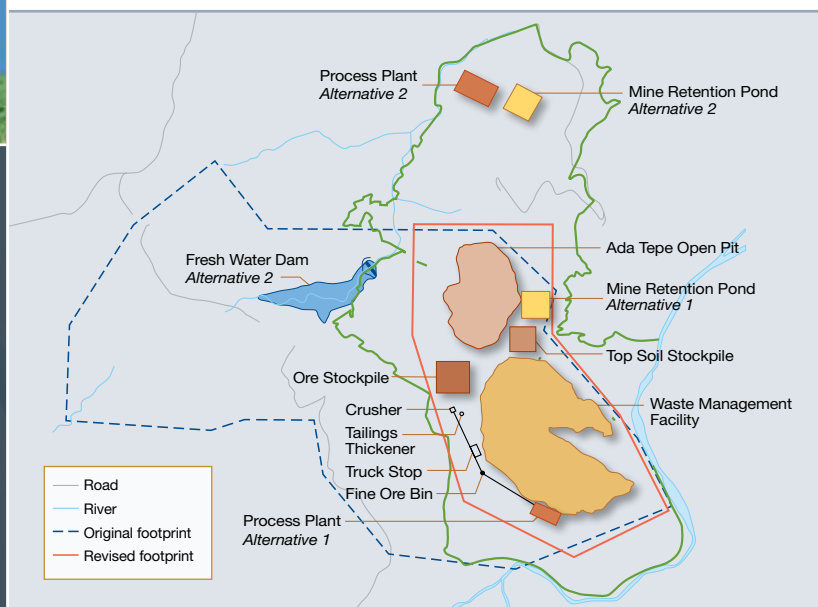 Process Plant
Alternative 2
Mine Retention Pond
Alternative 2
Ada Tepe Open Pit
Fresh Water Dam
Alternative 2
Mine Retention Pond
Alternative 1
Top Soil Stockpile
Ore Stockpile
Crusher
Waste Management
Facility
Tailings
Thickener
Truck Stop
Fine Ore Bin
Process Plant
Alternative 1
Road
River
Original footprint
Revised footprint